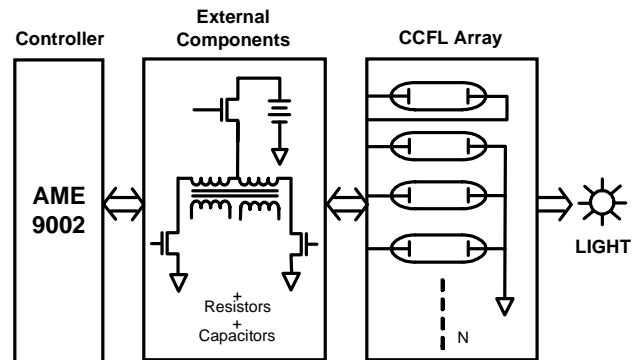 Controller
External
Components
CCFL Array
AME
9002
+
Resistors
+
Capacitors
N
LIGHT